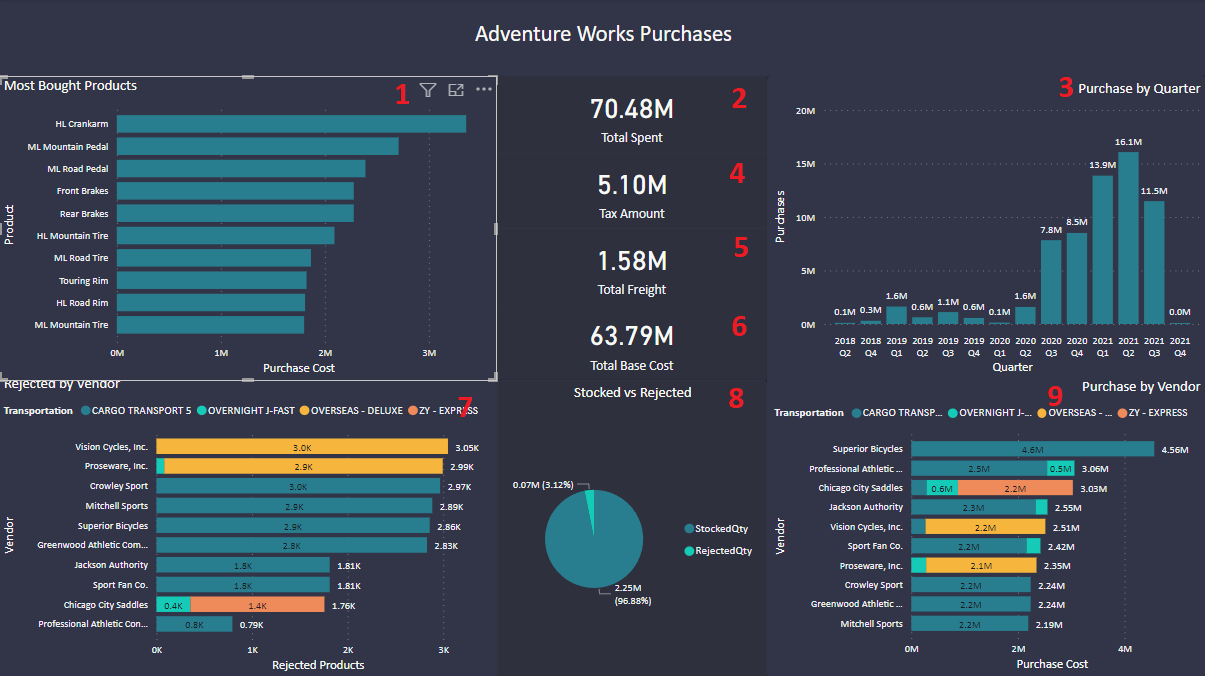 Adventure Works Purchases
Most Bought Products
1
HL Crankarm
ML Mountain Pedal
ML Road Pedal
Front Brakes
Rear Brakes
HL Mountain Tire
ML Road Tire
Touring Rim
HL Road Rim
ML Mountain Tire
Product
0M 1M 2M 3M
Purchase Cost
70.48M
Total Spent
2
5.10M
Tax Amount
4
1.58M
Total Freight
5
63.79M
Total Base Cost
6
3 Purchase by Quarter
20M
15M
10M
5M
0M
Purchases
0.1M 0.3M 1.6M 0.6M 1.1M 0.6M 0.1M 1.6M 7.8M 8.5M 13.9M 16.1M 11.5M 0.0M
2018 2018 2019 2019 2019 2019 2020 2020 2020 2020 2021 2021 2021 2021
Q2 Q4 Q1 Q2 Q3 Q4 Q1 Q2 Q3 Q4 Q1 Q2 Q3 Q4
Quarter
Rejected by Vendor
Transportation CARGO TRANSPORT 5 OVERNIGHT J-FAST OVERSEAS - DELUXE ZY - EXPRESS
7
Vision Cycles, Inc. 3.0K 3.05K
Proseware, Inc. 2.9K 2.99K
Crowley Sport 3.0K 2.97K
Mitchell Sports 2.9K 2.89K
Superior Bicycles 2.9K 2.86K
Greenwood Athletic Com... 2.8K 2.83K
Jackson Authority 1.8K 1.81K
Sport Fan Co. 1.8K 1.81K
Chicago City Saddles 0.4K 1.4K 1.76K
Professional Athletic Con... 0.8K 0.79K
Vendor
0K 1K 2K 3K
Rejected Products
Stocked vs Rejected
8
0.07M (3.12%)
StockedQty
RejectedQty
2.25M
(96.88%)
Purchase by Vendor
9
Transportation CARGO TRANSP... OVERNIGHT J-... OVERSEAS - ... ZY - EXPRESS
Superior Bicycles 4.6M 4.56M
Professional Athletic ... 2.5M 0.5M 3.06M
Chicago City Saddles 0.6M 2.2M 3.03M
Jackson Authority 2.3M 2.55M
Vision Cycles, Inc. 2.2M 2.51M
Sport Fan Co. 2.2M 2.42M
Proseware, Inc. 2.1M 2.35M
Crowley Sport 2.2M 2.24M
Greenwood Athletic ... 2.2M 2.24M
Mitchell Sports 2.2M 2.19M
Vendor
0M 2M 4M
Purchase Cost